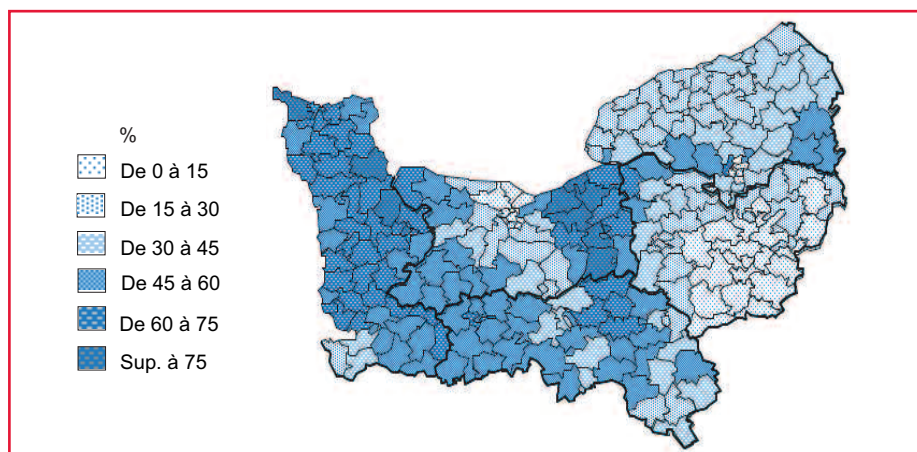 %
De 0 à 15
De 15 à 30
De 30 à 45
De 45 à 60
De 60 à 75
Sup. à 75